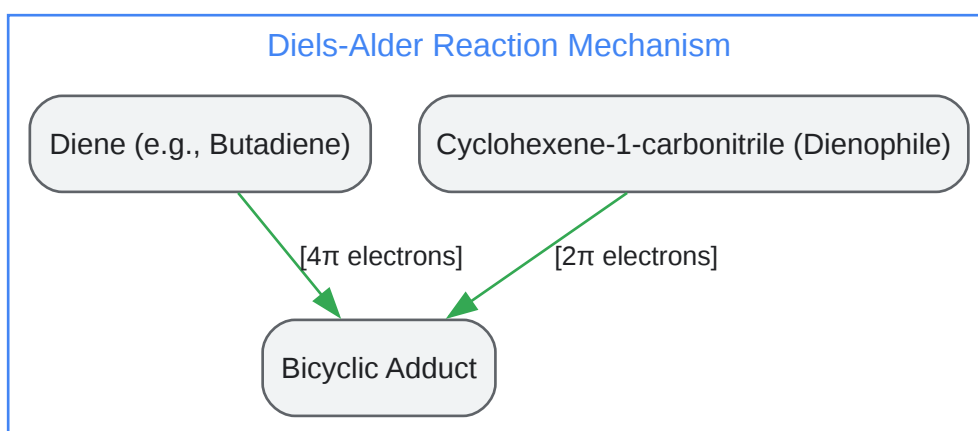 Diels-Alder Reaction Mechanism
Diene (e.g., Butadiene)
Cyclohexene-1-carbonitrile (Dienophile)
[4π electrons]
[2π electrons]
Bicyclic Adduct